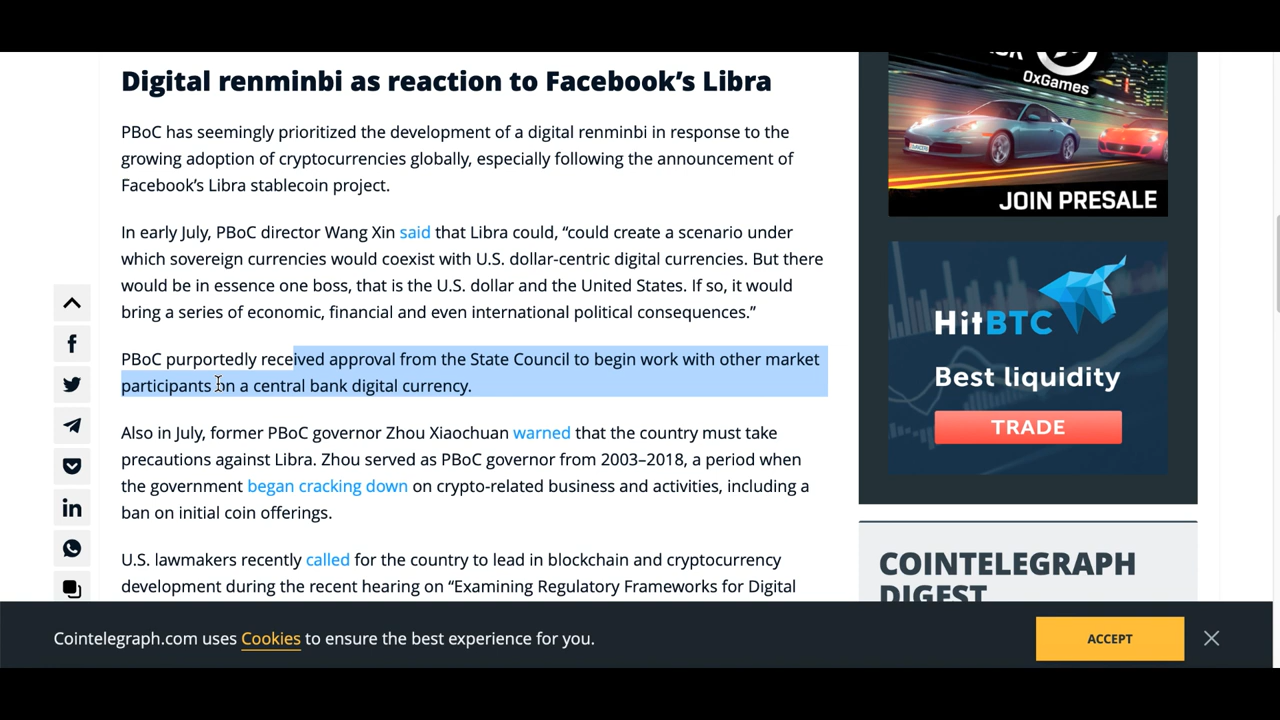 Digital renminbi as reaction to Facebook's Libra
PBoC has seemingly prioritized the development of a digital renminbi in response to the
growing adoption of cryptocurrencies globally, especially following the announcement of
Facebook's Libra stablecoin project.
In early July, PBoC director Wang Xin said that Libra could, “could create a scenario under
which sovereign currencies would coexist with U.S. dollar-centric digital currencies. But there
would be in essence one boss, that is the U.S. dollar and the United States. If so, it would
bring a series of economic, financial and even international political consequences.”
PBoC purportedly received approval from the State Council to begin work with other market
participants on a central bank digital currency.
Also in July, former PBoC governor Zhou Xiaochuan warned that the country must take
precautions against Libra. Zhou served as PBoC governor from 2003–2018, a period when
the government began cracking down on crypto-related business and activities, including a
ban on initial coin offerings.
U.S. lawmakers recently called for the country to lead in blockchain and cryptocurrency
development during the recent hearing on “Examining Regulatory Frameworks for Digital
0xGames
JOIN PRESALE
HitBTC
Best liquidity
TRADE
COINTELEGRAPH
DIGEST
Cointelegraph.com uses Cookies to ensure the best experience for you.
ACCEPT